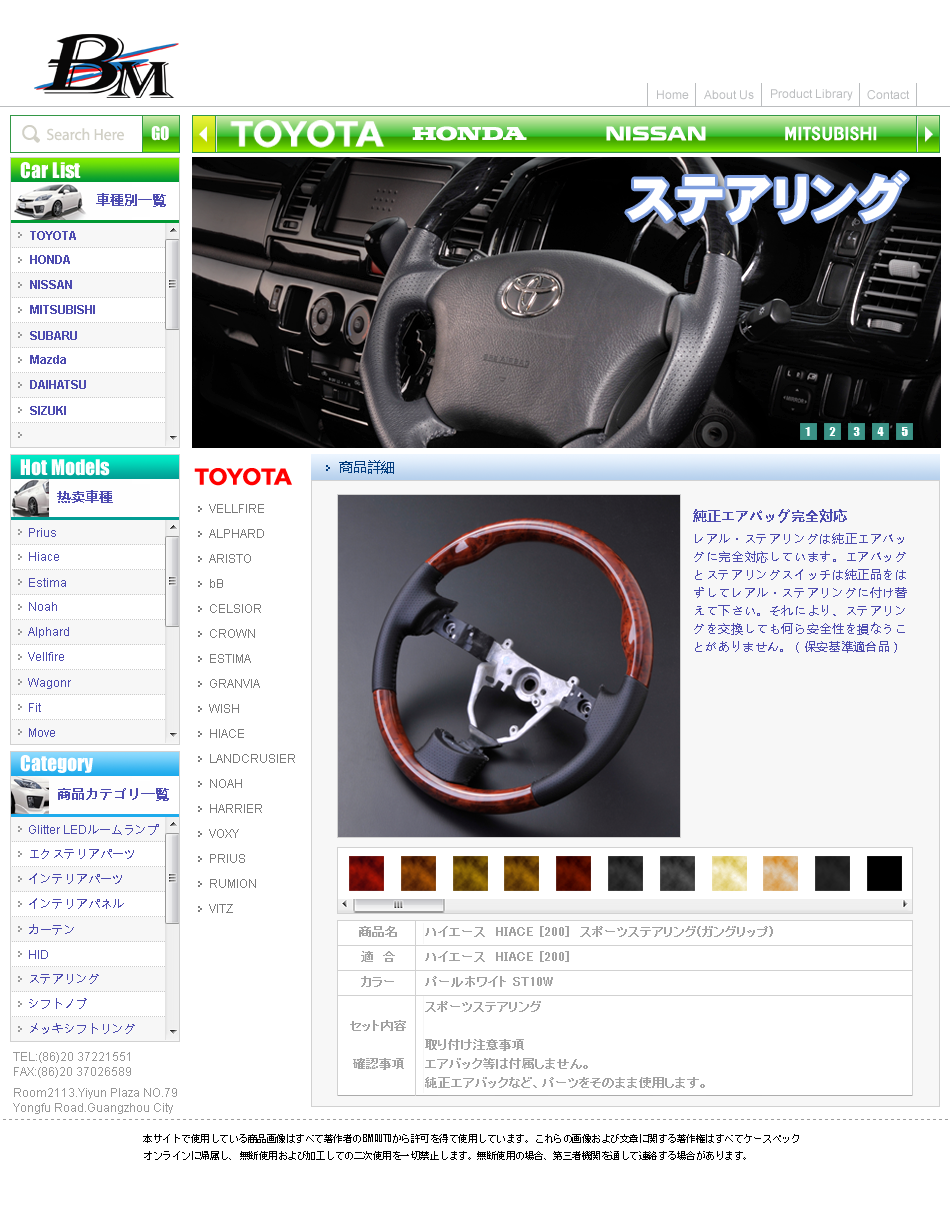 BM
Home
About Us
Product Library
Contact
Search Here
GO
TOYOTA
HONDA
NISSAN
MITSUBISHI
Car List
車種別一覧
TOYOTA
HONDA
NISSAN
MITSUBISHI
SUBARU
Mazda
DAIHATSU
SIZUKI
ステアリング
1 2 3 4 5
Hot Models
热卖車種
Prius
Hiace
Estima
Noah
Alphard
Vellfire
Wagonr
Fit
Move
Category
商品カテゴリ一覧
Glitter LEDルームランプ
エクステリアパーツ
インテリアパーツ
インテリアパネル
カーテン
HID
ステアリング
シフトノブ
メッキシフトリング
TEL:(86)20 37221551
FAX:(86)20 37026589
Room2113.Yiyun Plaza NO.79
Yongfu Road.Guangzhou City
TOYOTA
VELLFIRE
ALPHARD
ARISTO
bB
CELSIOR
CROWN
ESTIMA
GRANVIA
WISH
HIACE
LANDCRUSIER
NOAH
HARRIER
VOXY
PRIUS
RUMION
VITZ
商品詳細
純正エアバッグ完全対応
レアル・ステアリングは純正エアバッ
グに完全対応しています。エアバッグ
とステアリングスイッチは純正品をは
ずしてレアル・ステアリングに付け替
えて下さい。それにより、ステアリン
グを交換しても何ら安全性を損なうこ
とがありません。(保安基準適合品)
商品名 ハイエース HIACE [200] スポーツステアリング(ガングリップ)
適 合 ハイエース HIACE [200]
カラー パールホワイト ST10W
セット内容 スポーツステアリング
確認事項 取り付け注意事項
エアバック等は付属しません。
純正エアバックなど、パーツをそのまま使用します。
本サイトで使用している商品画像はすべて著作者のBMAUTOから許可を得て使用しています。これらの画像および文章に関する著作権はすべてケースペック
オンラインに帰属し、無断使用および加工しての二次使用を一切禁止します。無断使用の場合、第三者機関を通して連絡する場合があります。